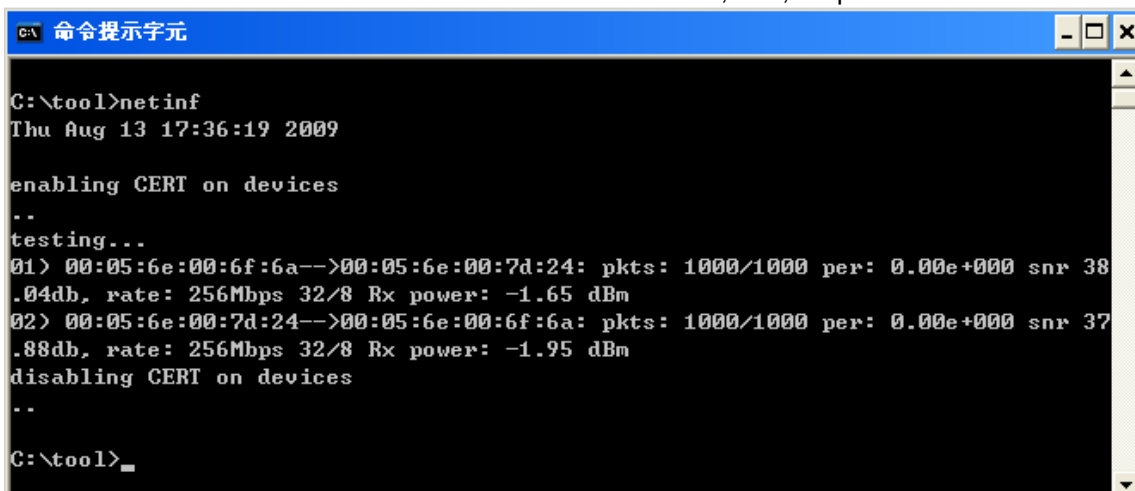 命令提示字元
C:\tool>netinf
Thu Aug 13 17:36:19 2009
enabling CERT on devices
..
testing...
01) 00:05:6e:00:6f:6a-->00:05:6e:00:7d:24: pkts: 1000/1000 per: 0.00e+000 snr 38
.04db, rate: 256Mbps 32/8 Rx power: -1.65 dBm
02) 00:05:6e:00:7d:24-->00:05:6e:00:6f:6a: pkts: 1000/1000 per: 0.00e+000 snr 37
.88db, rate: 256Mbps 32/8 Rx power: -1.95 dBm
disabling CERT on devices
..
C:\tool>_